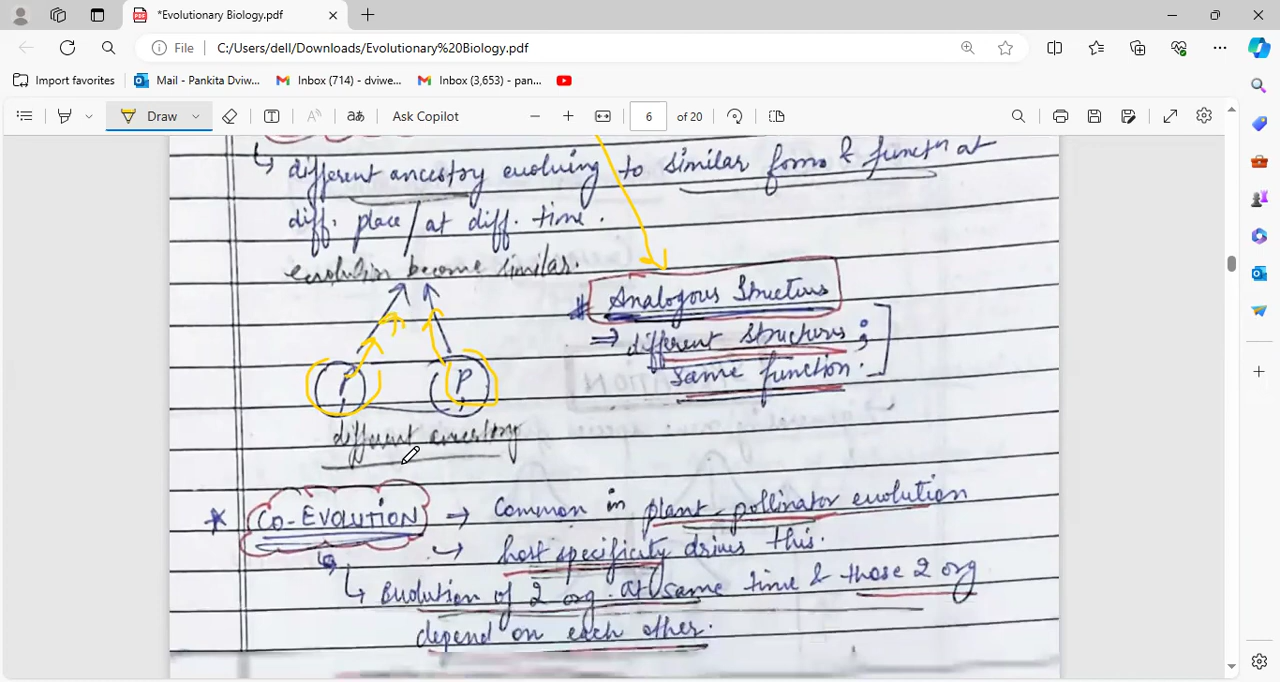 *Evolutionary Biology.pdf
File C:/Users/dell/Downloads/Evolutionary%20Biology.pdf
Import favorites Mail - Pankita Dviw... Inbox (714) - dviwe... Inbox (3,653) - pan...
Draw Ask Copilot 6 of 20
different ancestory evolving to similar form & functn at
diff. place / at diff. time.
evolution become similar.
# Analogous Structurs
⇒ different structures ;
same function.
P P
different ancestory
* CO-EVOLUTION → Common in plant-pollinator evolution
→ host specificity drives this.
Evolution of 2 org. at same time & those 2 org
depend on each other.